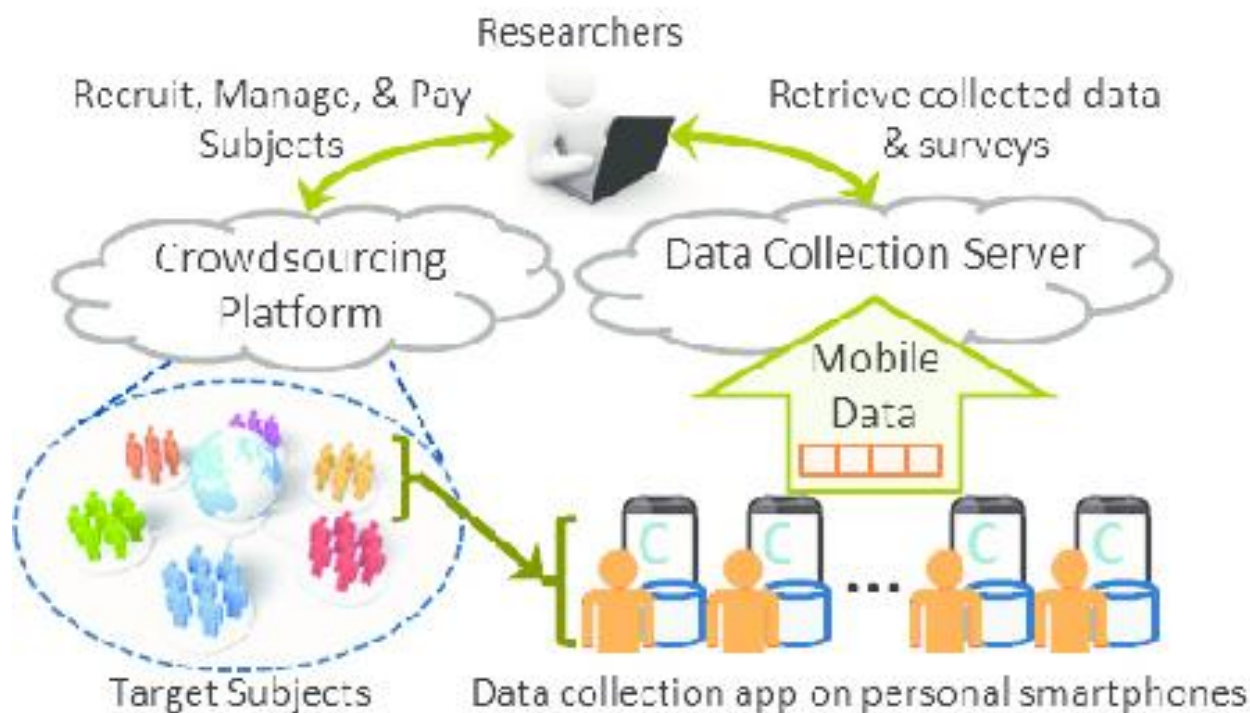 Researchers
Recruit, Manage, & Pay
Subjects
Retrieve collected data
& surveys
Crowdsourcing
Platform
Data Collection Server
Mobile
Data
C
C
...
C
C
Target Subjects
Data collection app on personal smartphones